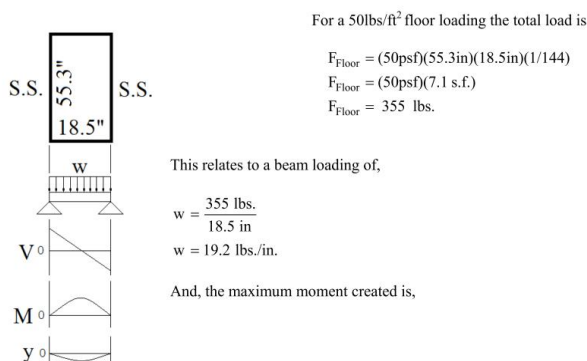 For a 50lbs/ft² floor loading the total load is
F_Floor = (50psf)(55.3in)(18.5in)(1/144)
F_Floor = (50psf)(7.1 s.f.)
F_Floor = 355 lbs.
S.S.
55.3"
S.S.
18.5"
w
This relates to a beam loading of,
w = 355 lbs. / 18.5 in
w = 19.2 lbs./in.
V 0
And, the maximum moment created is,
M 0
y 0